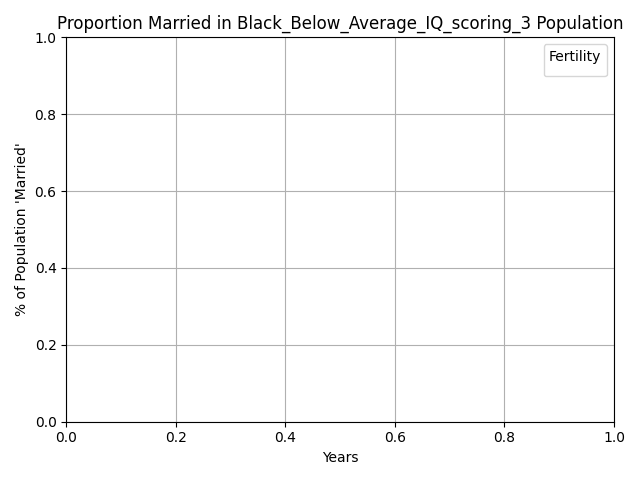 Proportion Married in Black_Below_Average_IQ_scoring_3 Population
Fertility
% of Population 'Married'
1.0
0.8
0.6
0.4
0.2
0.0
0.0 0.2 0.4 0.6 0.8 1.0
Years